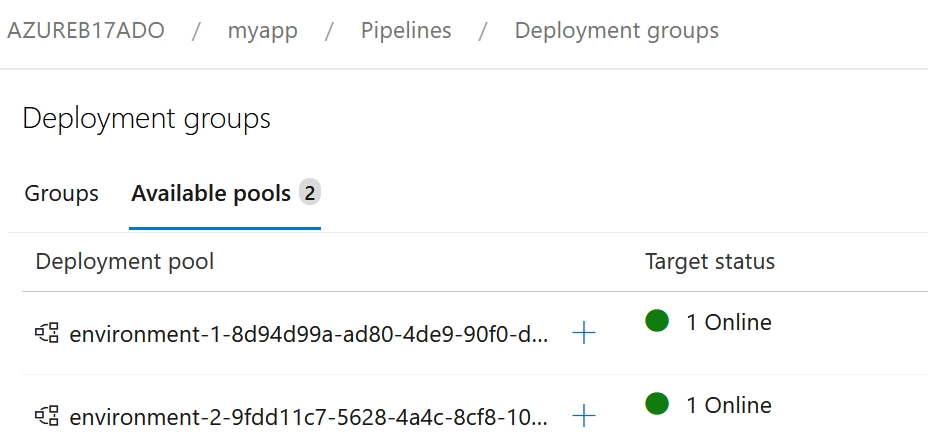 AZUREB17ADO / myapp / Pipelines / Deployment groups
Deployment groups
Groups Available pools 2
Deployment pool Target status
environment-1-8d94d99a-ad80-4de9-90f0-d... + 1 Online
environment-2-9fdd11c7-5628-4a4c-8cf8-10... + 1 Online